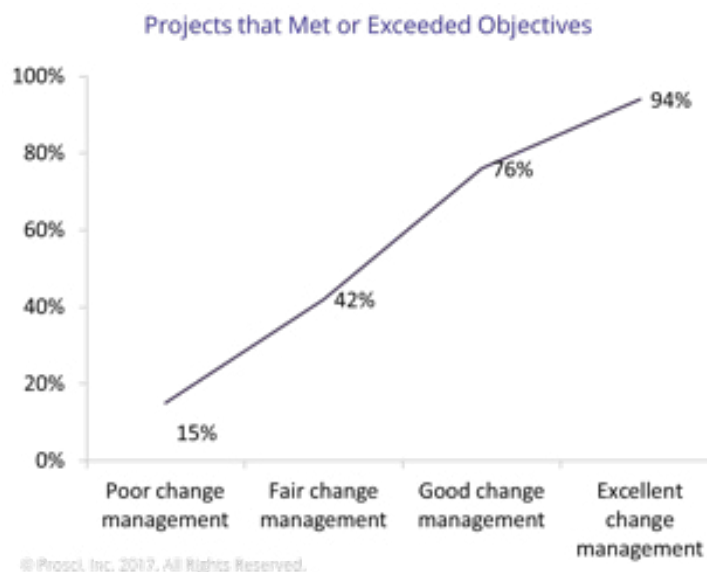 Projects that Met or Exceeded Objectives
100%
94%
80%
76%
60%
40%
42%
20%
15%
0%
Poor change
management
Fair change
management
Good change
management
Excellent
change
management
© Prosci, Inc. 2017. All Rights Reserved.